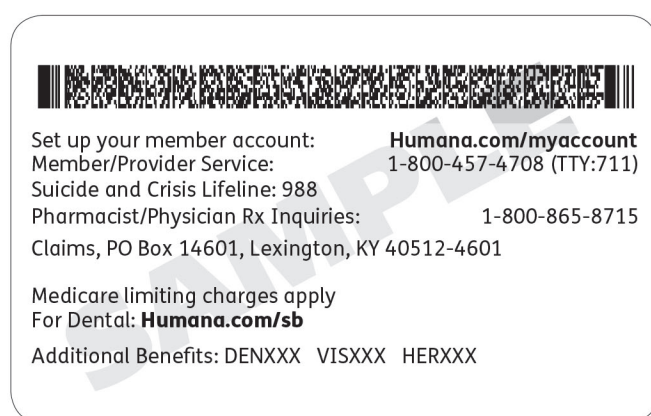 Set up your member account: Humana.com/myaccount
Member/Provider Service: 1-800-457-4708 (TTY:711)
Suicide and Crisis Lifeline: 988
Pharmacist/Physician Rx Inquiries: 1-800-865-8715
Claims, PO Box 14601, Lexington, KY 40512-4601
Medicare limiting charges apply
For Dental: Humana.com/sb
Additional Benefits: DENXXX VISXXX HERXXX
SAMPLE